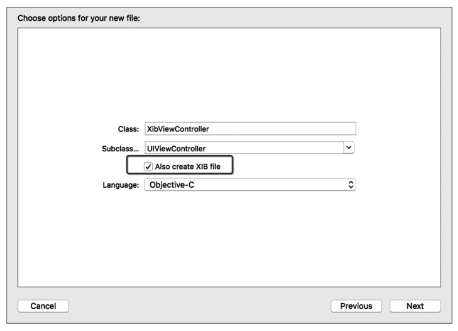 Choose options for your new file:
Class: XibViewController
Subclass... UIViewController
Also create XIB file
Language: Objective-C
Cancel Previous Next